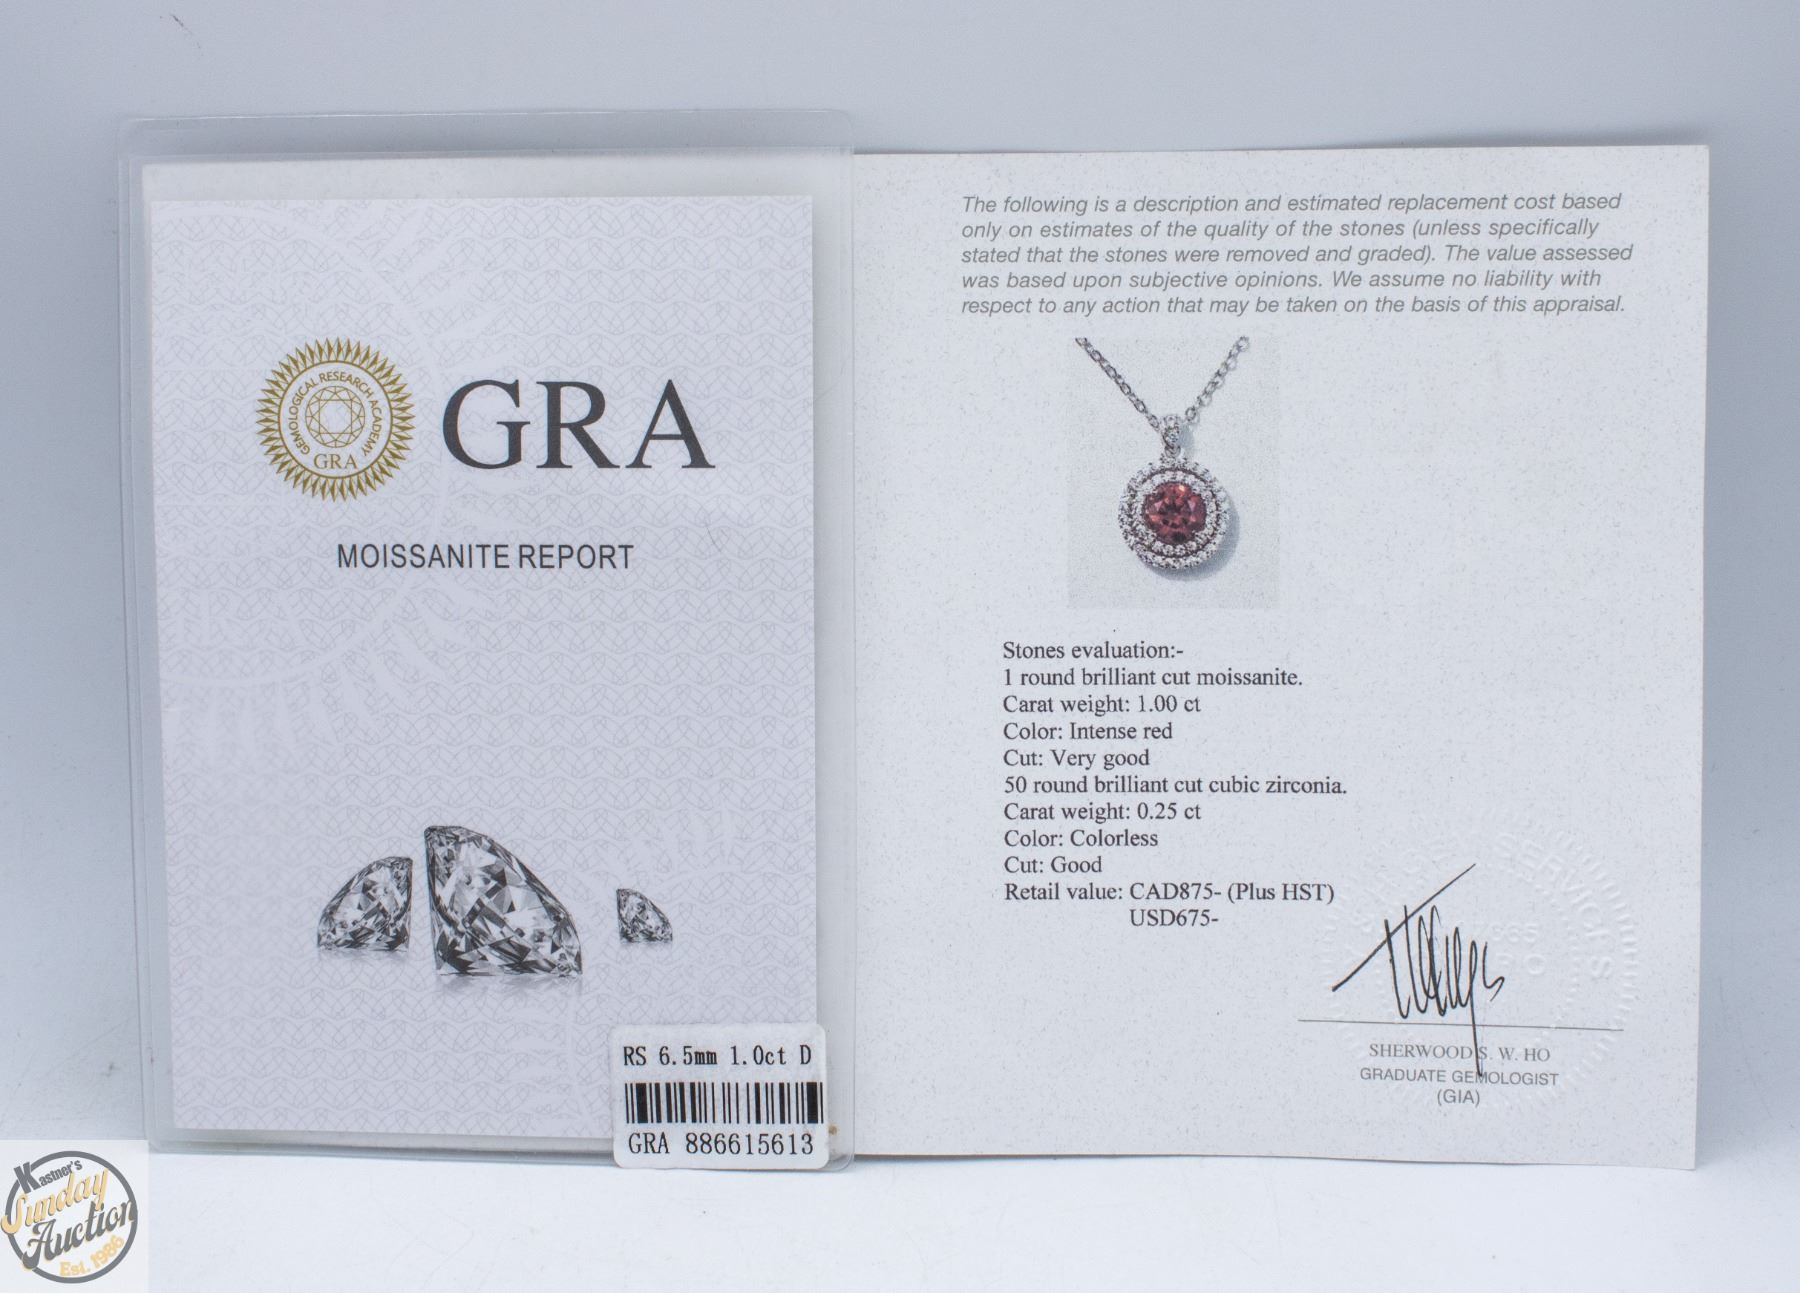 GEMOLOGICAL RESEARCH ACADEMY
GRA
GRA
MOISSANITE REPORT
RS 6.5mm 1.0ct D
GRA 886615613
The following is a description and estimated replacement cost based
only on estimates of the quality of the stones (unless specifically
stated that the stones were removed and graded). The value assessed
was based upon subjective opinions. We assume no liability with
respect to any action that may be taken on the basis of this appraisal.
Stones evaluation:-
1 round brilliant cut moissanite.
Carat weight: 1.00 ct
Color: Intense red
Cut: Very good
50 round brilliant cut cubic zirconia.
Carat weight: 0.25 ct
Color: Colorless
Cut: Good
Retail value: CAD875- (Plus HST)
USD675-
SHERWOOD S. W. HO
GRADUATE GEMOLOGIST
(GIA)
Kastner's
Sunday
Auction
Est. 1986